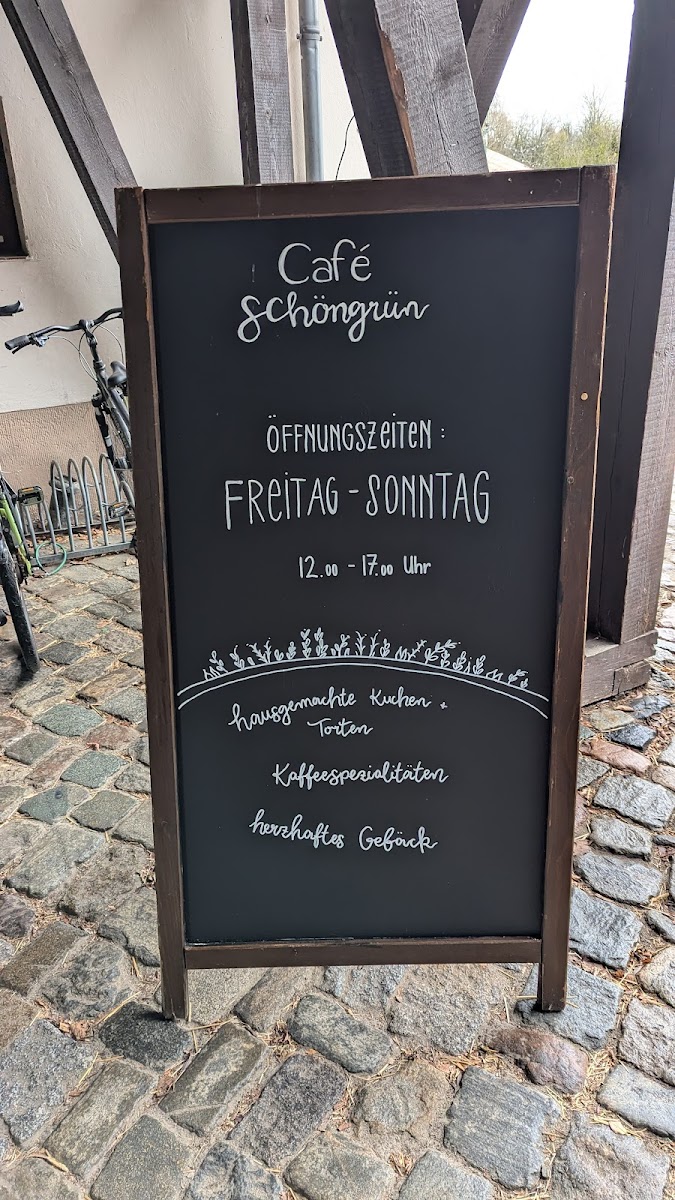 Café
Schöngrün
ÖFFNUNGSZEITEN:
FREITAG - SONNTAG
12.00 - 17.00 Uhr
hausgemachte Kuchen +
Torten
Kaffeespezialitäten
herzhaftes Gebäck